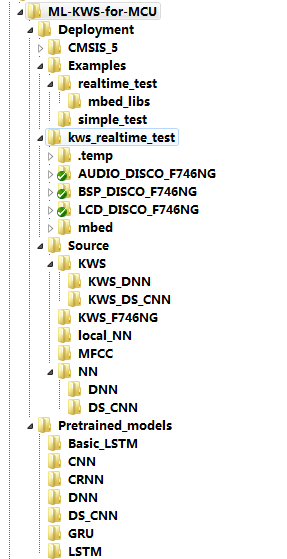 ML-KWS-for-MCU
Deployment
CMSIS_5
Examples
realtime_test
mbed_libs
simple_test
kws_realtime_test
.temp
AUDIO_DISCO_F746NG
BSP_DISCO_F746NG
LCD_DISCO_F746NG
mbed
Source
KWS
KWS_DNN
KWS_DS_CNN
KWS_F746NG
local_NN
MFCC
NN
DNN
DS_CNN
Pretrained_models
Basic_LSTM
CNN
CRNN
DNN
DS_CNN
GRU
LSTM